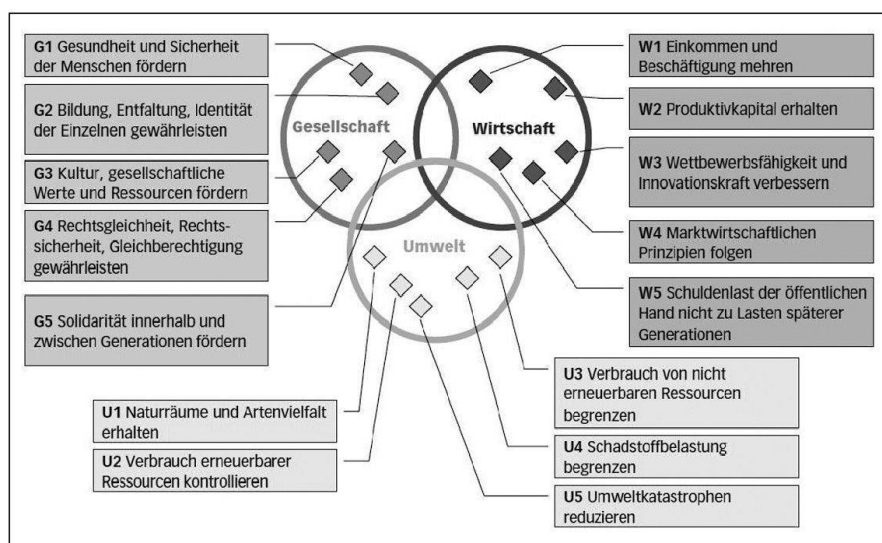 G1 Gesundheit und Sicherheit
der Menschen fördern
G2 Bildung, Entfaltung, Identität
der Einzelnen gewährleisten
G3 Kultur, gesellschaftliche
Werte und Ressourcen fördern
G4 Rechtsgleichheit, Rechts-
sicherheit, Gleichberechtigung
gewährleisten
G5 Solidarität innerhalb und
zwischen Generationen fördern
Gesellschaft
Wirtschaft
Umwelt
W1 Einkommen und
Beschäftigung mehren
W2 Produktivkapital erhalten
W3 Wettbewerbsfähigkeit und
Innovationskraft verbessern
W4 Marktwirtschaftlichen
Prinzipien folgen
W5 Schuldenlast der öffentlichen
Hand nicht zu Lasten späterer
Generationen
U1 Naturräume und Artenvielfalt
erhalten
U2 Verbrauch erneuerbarer
Ressourcen kontrollieren
U3 Verbrauch von nicht
erneuerbaren Ressourcen
begrenzen
U4 Schadstoffbelastung
begrenzen
U5 Umweltkatastrophen
reduzieren